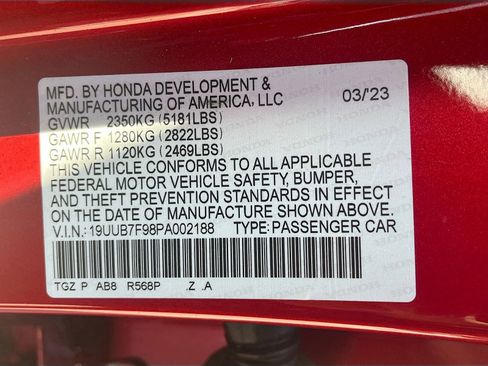 MFD. BY HONDA DEVELOPMENT &
MANUFACTURING OF AMERICA, LLC 03/23
GVWR 2350KG (5181LBS)
GAWR F 1280KG (2822LBS)
GAWR R 1120KG (2469LBS)
THIS VEHICLE CONFORMS TO ALL APPLICABLE
FEDERAL MOTOR VEHICLE SAFETY, BUMPER,
AND THEFT PREVENTION STANDARDS IN EFFECT
ON THE DATE OF MANUFACTURE SHOWN ABOVE.
V.I.N.: 19UUB7F98PA002188 TYPE:PASSENGER CAR
TGZ P AB8 R568P .Z .A